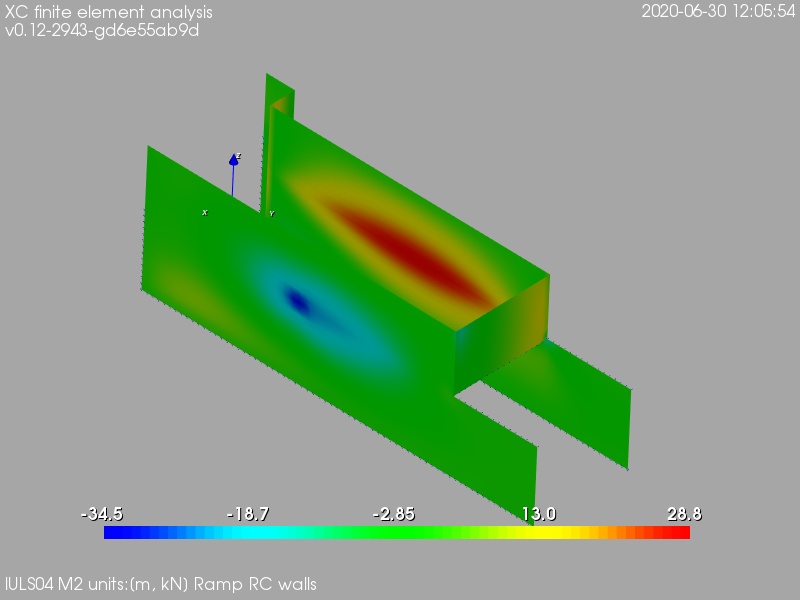 XC finite element analysis
2020-06-30 12:05:54
v0.12-2943-gd6e55ab9d
Z
X
Y
-34.5
-18.7
-2.85
13.0
28.8
IULS04 M2 units:[m, kN] Ramp RC walls